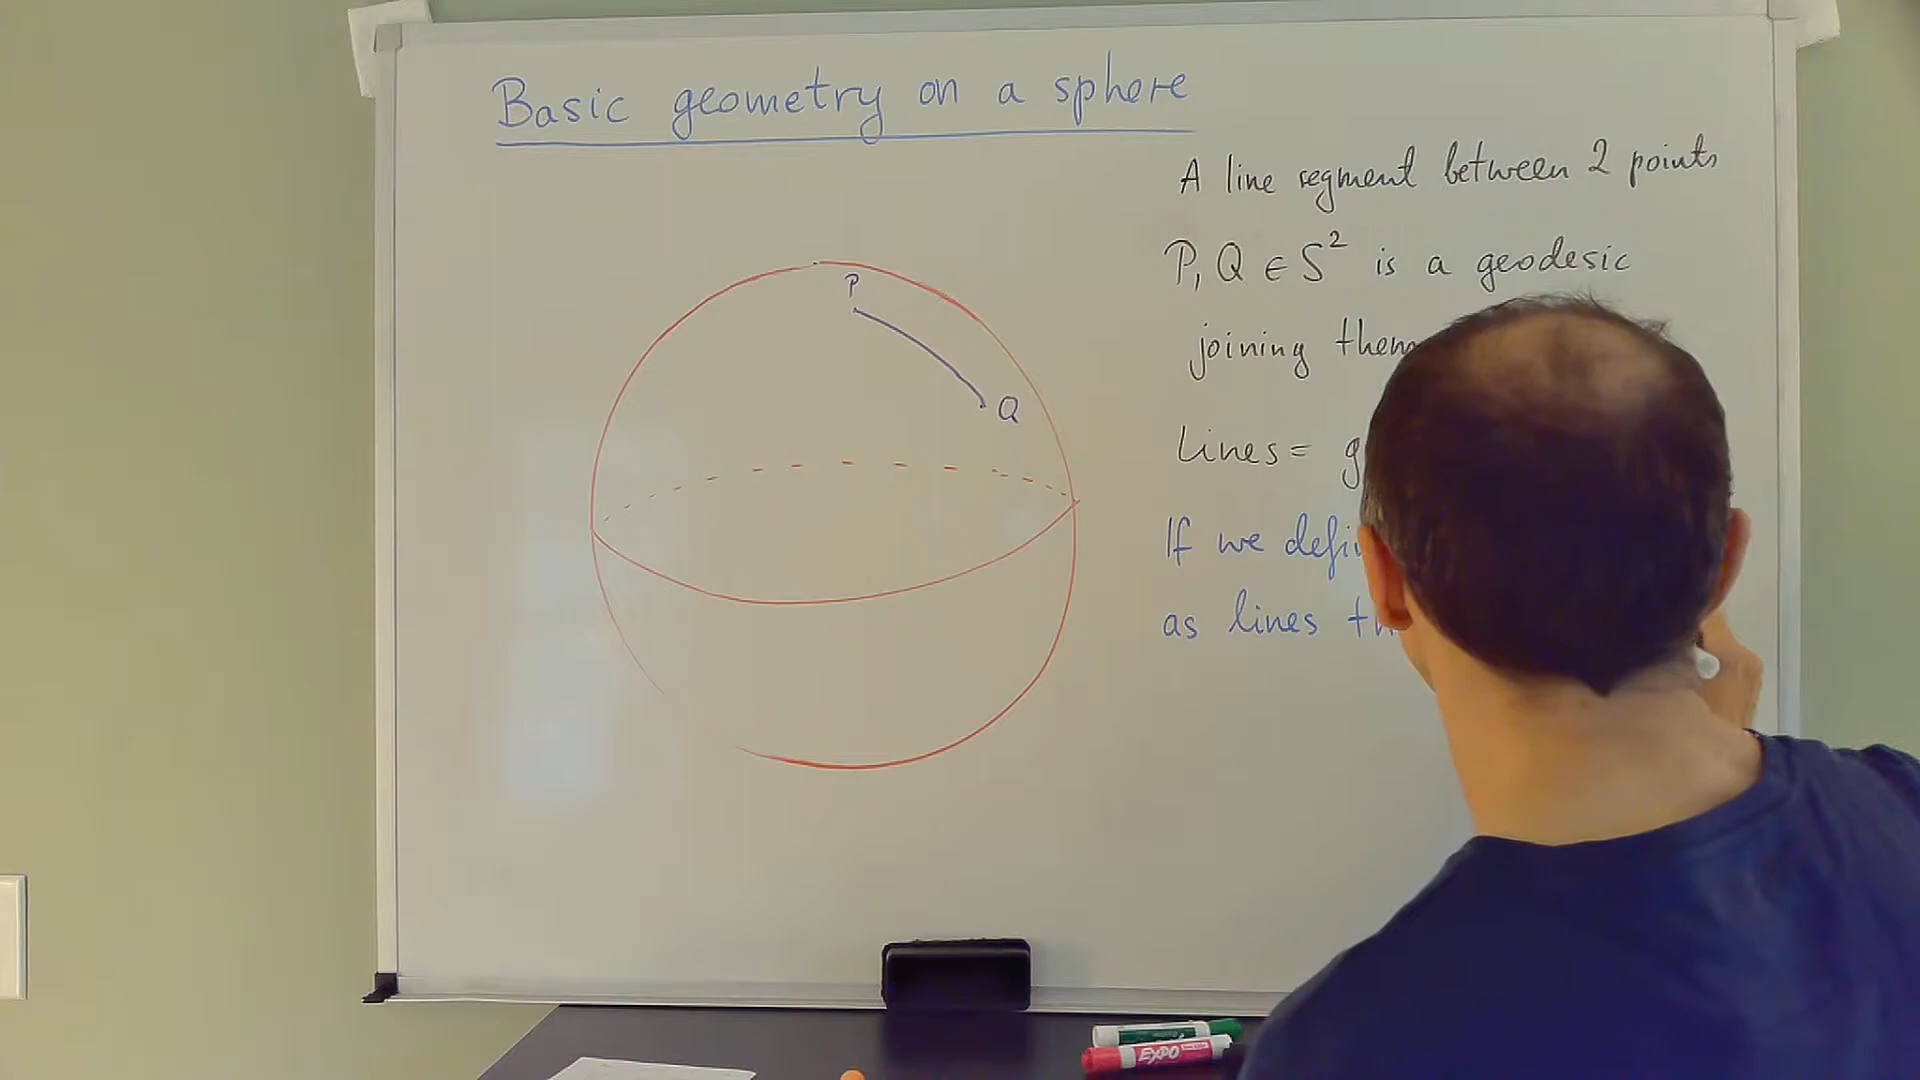 Basic geometry on a sphere
A line segment between 2 points
P, Q ∈ S² is a geodesic
joining them
P
Q
Lines =
If we
as lines
EXPO